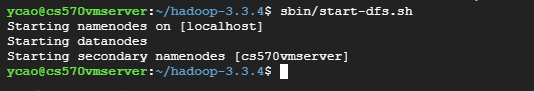 ycao@cs570vmserver:~/hadoop-3.3.4$ sbin/start-dfs.sh
Starting namenodes on [localhost]
Starting datanodes
Starting secondary namenodes [cs570vmserver]
ycao@cs570vmserver:~/hadoop-3.3.4$